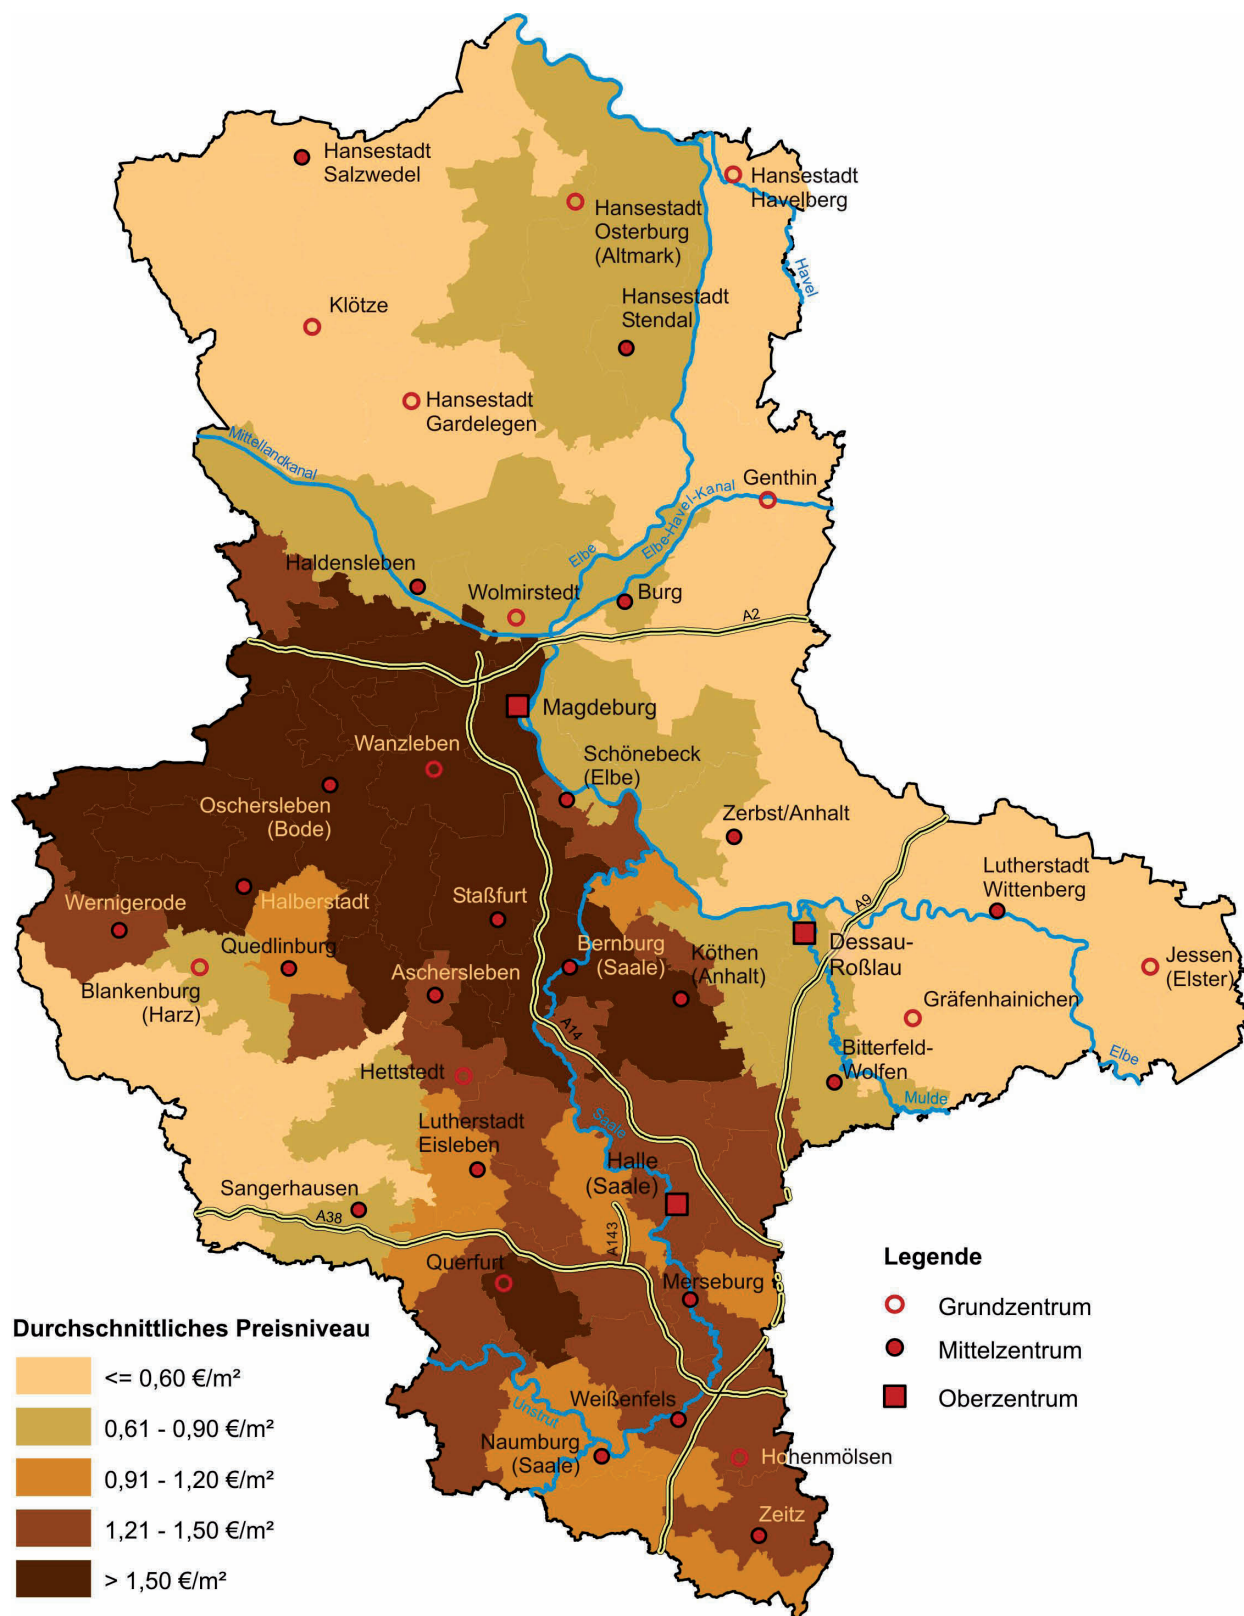 Hansestadt
Salzwedel
Hansestadt
Havelberg
Hansestadt
Osterburg
(Altmark)
Havel
Hansestadt
Stendal
Klötze
Hansestadt
Gardelegen
Mittellandkanal
Genthin
Elbe-Havel-Kanal
Elbe
Haldensleben
Wolmirstedt
Burg
A2
Magdeburg
Wanzleben
Schönebeck
(Elbe)
Oschersleben
(Bode)
Zerbst/Anhalt
Lutherstadt
Wittenberg
A9
Wernigerode
Halberstadt
Staßfurt
Quedlinburg
Bernburg
(Saale)
Köthen
(Anhalt)
Dessau-
Roßlau
Jessen
(Elster)
Aschersleben
Blankenburg
(Harz)
Gräfenhainichen
A14
Bitterfeld-
Wolfen
Elbe
Hettstedt
Mulde
Saale
Lutherstadt
Eisleben
Halle
(Saale)
Sangerhausen
A38
A143
Querfurt
Merseburg
Weißenfels
Unstrut
Naumburg
(Saale)
Hohenmölsen
Zeitz
Legende
Grundzentrum
Mittelzentrum
Oberzentrum
Durchschnittliches Preisniveau
<= 0,60 €/m²
0,61 - 0,90 €/m²
0,91 - 1,20 €/m²
1,21 - 1,50 €/m²
> 1,50 €/m²